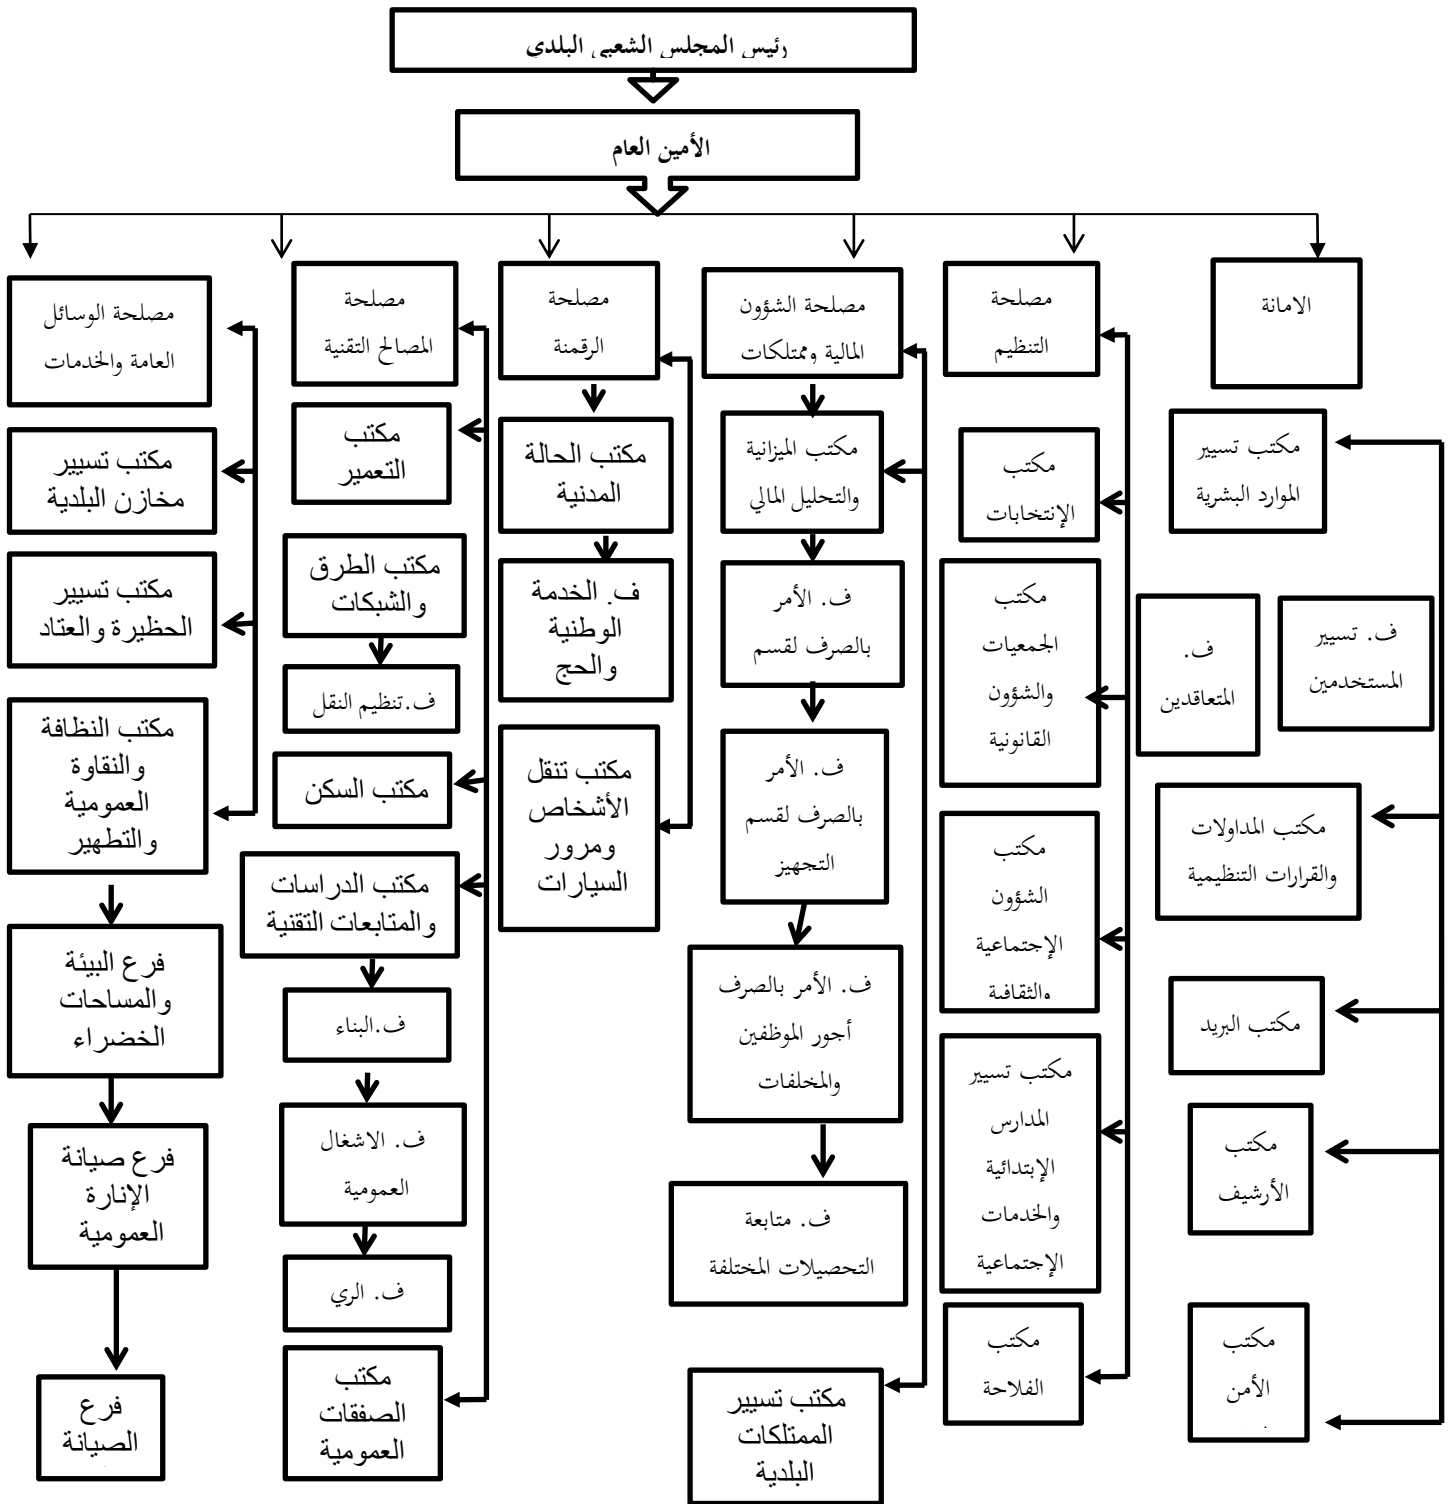 رئيس المجلس الشعبي البلدي
الأمين العام
الامانة
مصلحة
التنظيم
مصلحة الشؤون
المالية وممتلكات
مصلحة
الرقمنة
مصلحة
المصالح التقنية
مصلحة الوسائل
العامة والخدمات
مكتب تسيير
الموارد البشرية
ف. تسيير
المستخدمين
ف.
المتعاقدين
مكتب المداولات
والقرارات التنظيمية
مكتب البريد
مكتب
الأرشيف
مكتب
الأمن
مكتب
الإنتخابات
مكتب
الجمعيات
والشؤون
القانونية
مكتب
الشؤون
الإجتماعية
والثقافية
مكتب تسيير
المدارس
الإبتدائية
والخدمات
الإجتماعية
مكتب
الفلاحة
مكتب الميزانية
والتحليل المالي
ف. الأمر
بالصرف لقسم
ف. الأمر
بالصرف لقسم
التجهيز
ف. الأمر بالصرف
أجور الموظفين
والمخلفات
ف. متابعة
التحصيلات المختلفة
مكتب تسيير
الممتلكات
البلدية
مكتب الحالة
المدنية
ف. الخدمة
الوطنية
والحج
مكتب تنقل
الأشخاص
ومرور
السيارات
مكتب
التعمير
مكتب الطرق
والشبكات
ف.تنظيم النقل
مكتب السكن
مكتب الدراسات
والمتابعات التقنية
ف.البناء
ف. الاشغال
العمومية
ف. الري
مكتب
الصفقات
العمومية
مكتب تسيير
مخازن البلدية
مكتب تسيير
الحظيرة والعتاد
مكتب النظافة
والنقاوة
العمومية
والتطهير
فرع البيئة
والمساحات
الخضراء
فرع صيانة
الإنارة
العمومية
فرع
الصيانة